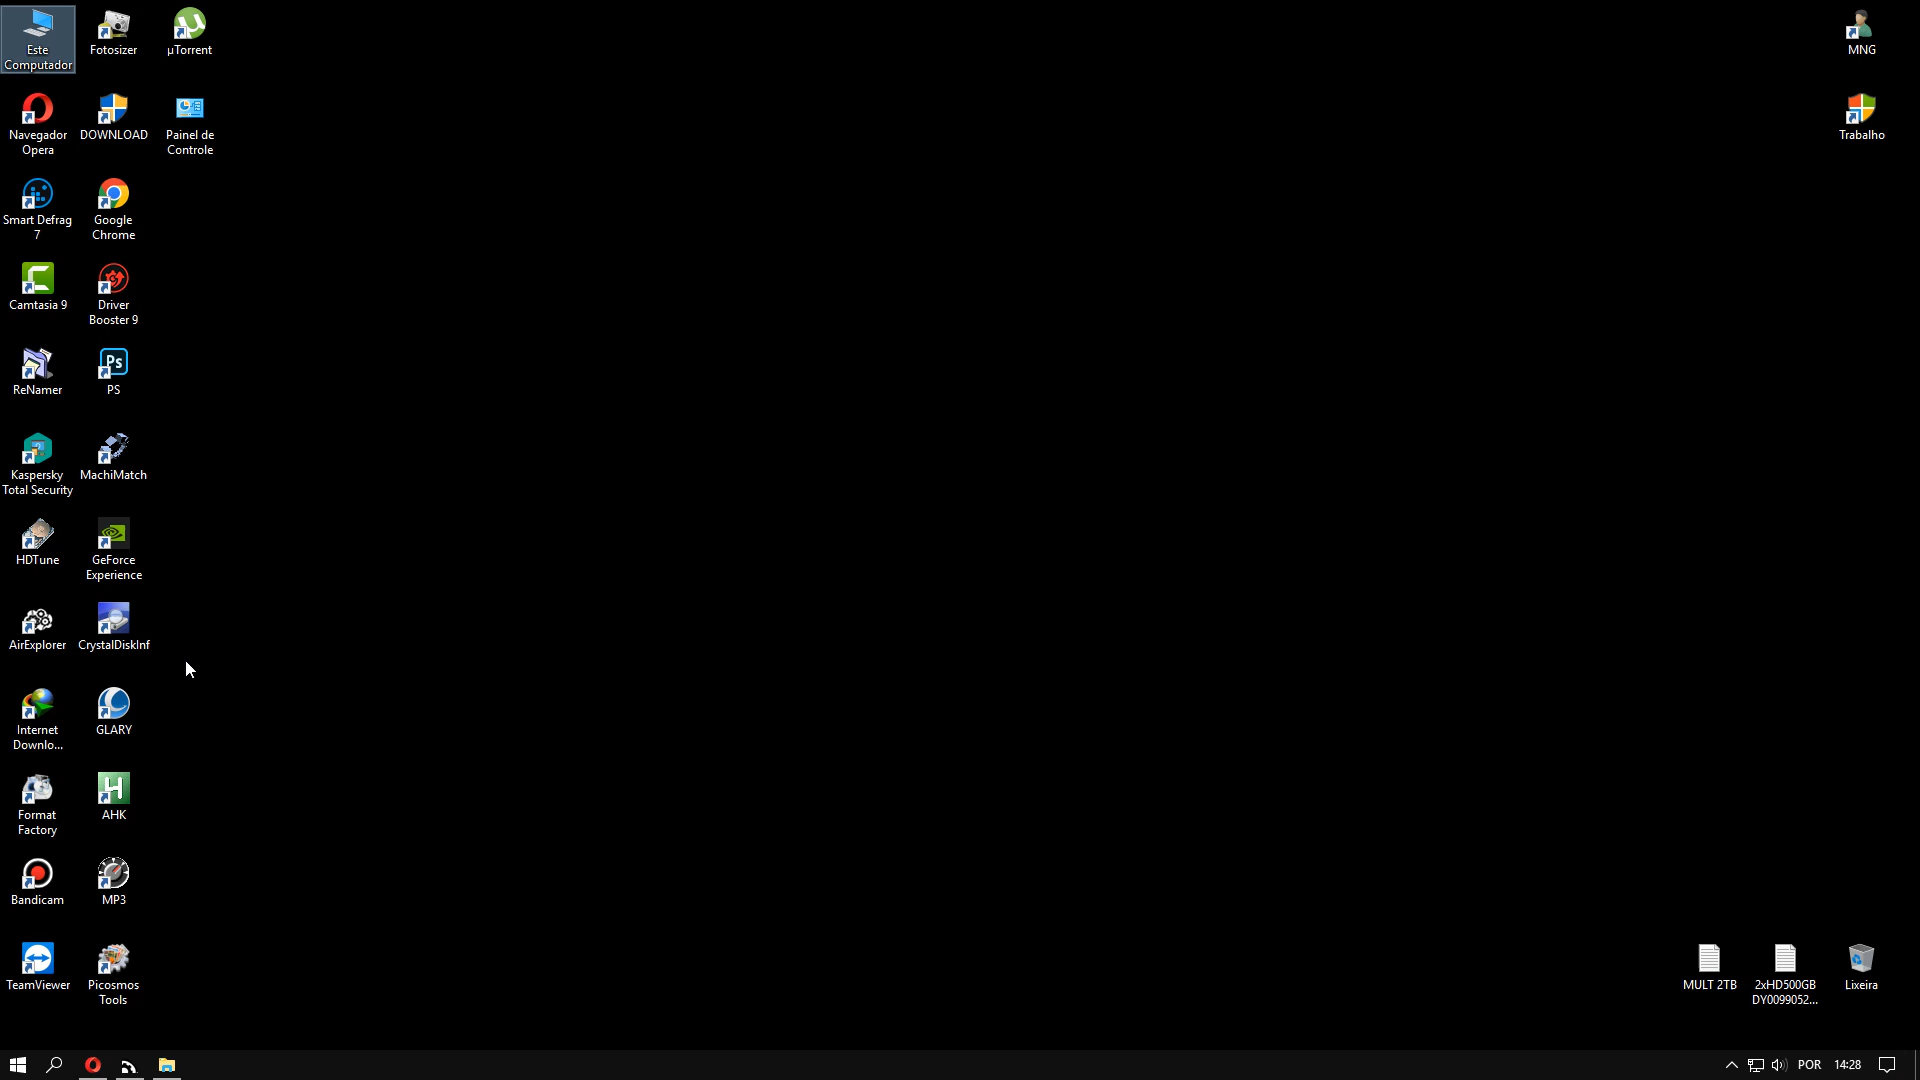 Este
Computador
Fotosizer
µTorrent
MNG
Navegador
Opera
DOWNLOAD
Painel de
Controle
Trabalho
Smart Defrag
7
Google
Chrome
Camtasia 9
Driver
Booster 9
ReNamer
Ps
PS
Kaspersky
Total Security
MachiMatch
HDTune
GeForce
Experience
AirExplorer
CrystalDiskInf
Internet
Downlo...
GLARY
Format
Factory
AHK
Bandicam
MP3
TeamViewer
Picosmos
Tools
MULT 2TB
2xHD500GB
DY0099052...
Lixeira
POR
14:28